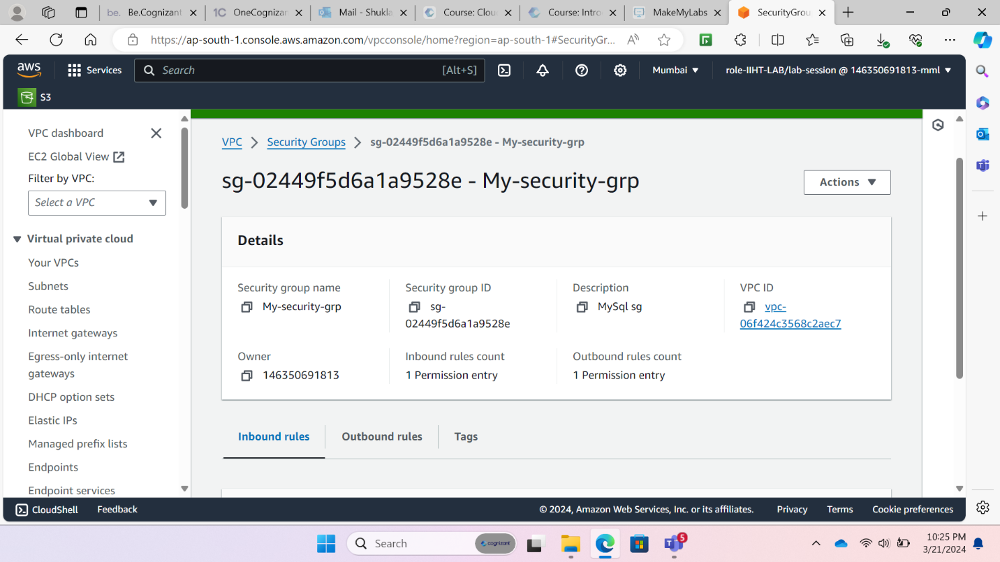 be. Be.Cognizant
1C OneCognizan
Mail - Shukla
Course: Clou
Course: Intro
MakeMyLabs
SecurityGrou
https://ap-south-1.console.aws.amazon.com/vpcconsole/home?region=ap-south-1#SecurityGr...
aws
Services
Search
[Alt+S]
Mumbai
role-IIHT-LAB/lab-session @ 146350691813-mml
S3
VPC dashboard
EC2 Global View
Filter by VPC:
Select a VPC
Virtual private cloud
Your VPCs
Subnets
Route tables
Internet gateways
Egress-only internet
gateways
DHCP option sets
Elastic IPs
Managed prefix lists
Endpoints
Endpoint services
VPC
Security Groups
sg-02449f5d6a1a9528e - My-security-grp
sg-02449f5d6a1a9528e - My-security-grp
Actions
Details
Security group name
My-security-grp
Security group ID
sg-
02449f5d6a1a9528e
Description
MySql sg
VPC ID
vpc-
06f424c3568c2aec7
Owner
146350691813
Inbound rules count
1 Permission entry
Outbound rules count
1 Permission entry
Inbound rules
Outbound rules
Tags
CloudShell
Feedback
© 2024, Amazon Web Services, Inc. or its affiliates.
Privacy
Terms
Cookie preferences
Search
cognizant
5
10:25 PM
3/21/2024